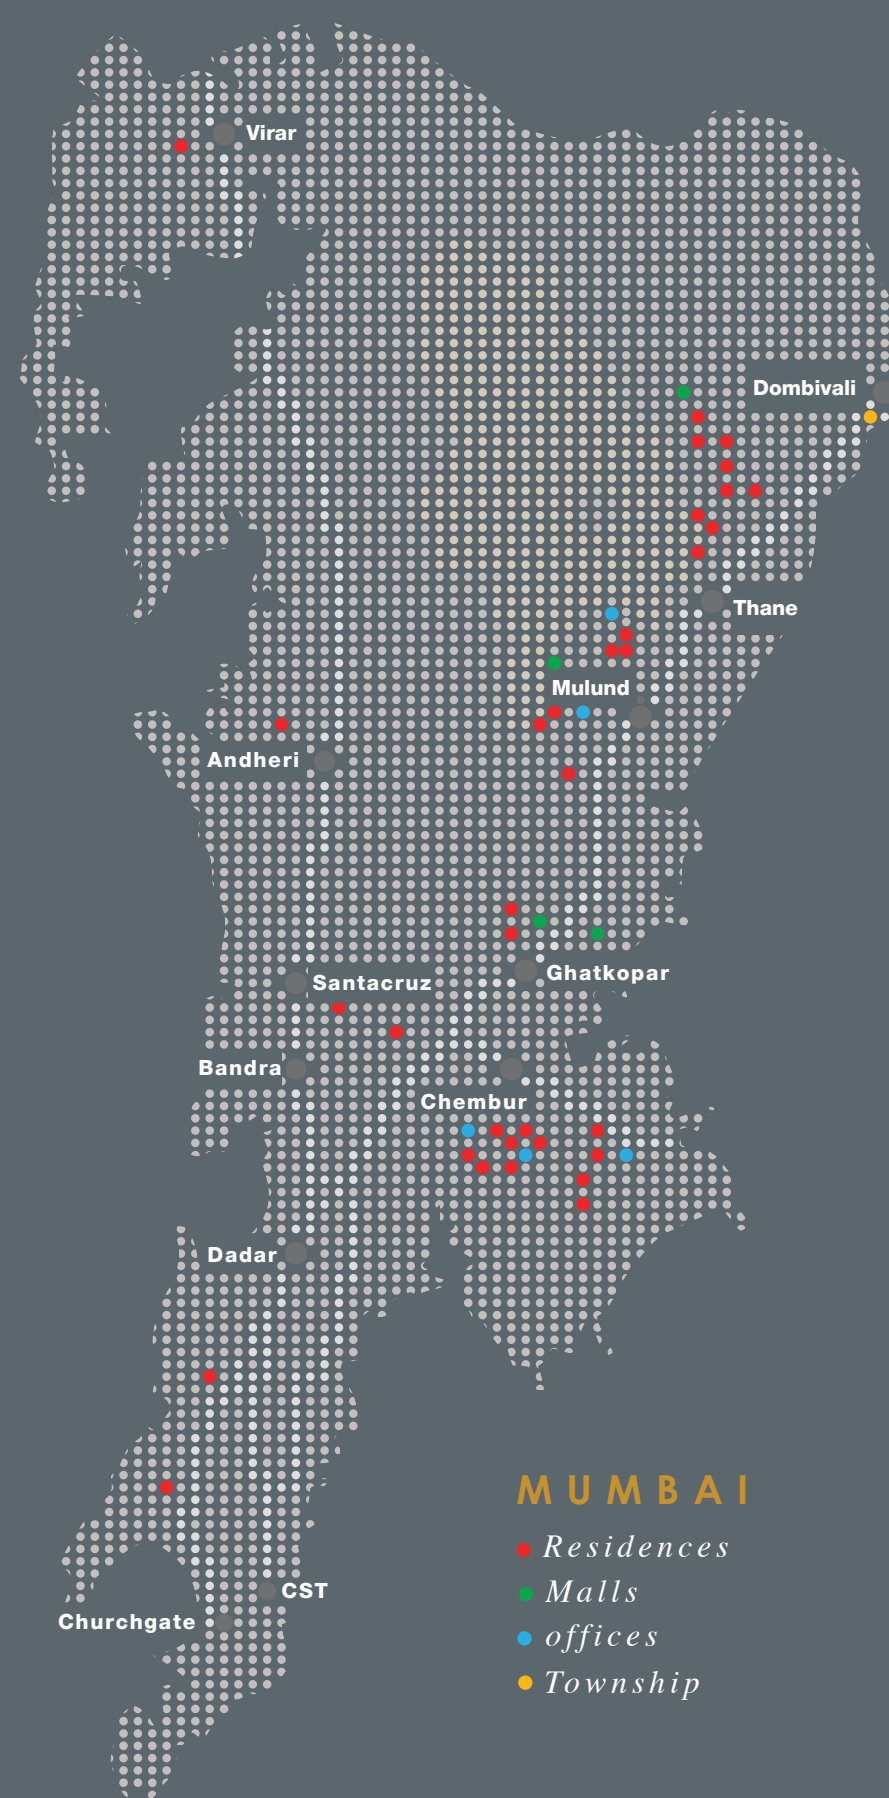 Virar
Dombivali
Thane
Mulund
Andheri
Ghatkopar
Santacruz
Bandra
Chembur
Dadar
MUMBAI
Residences
Malls
offices
Township
CST
Churchgate